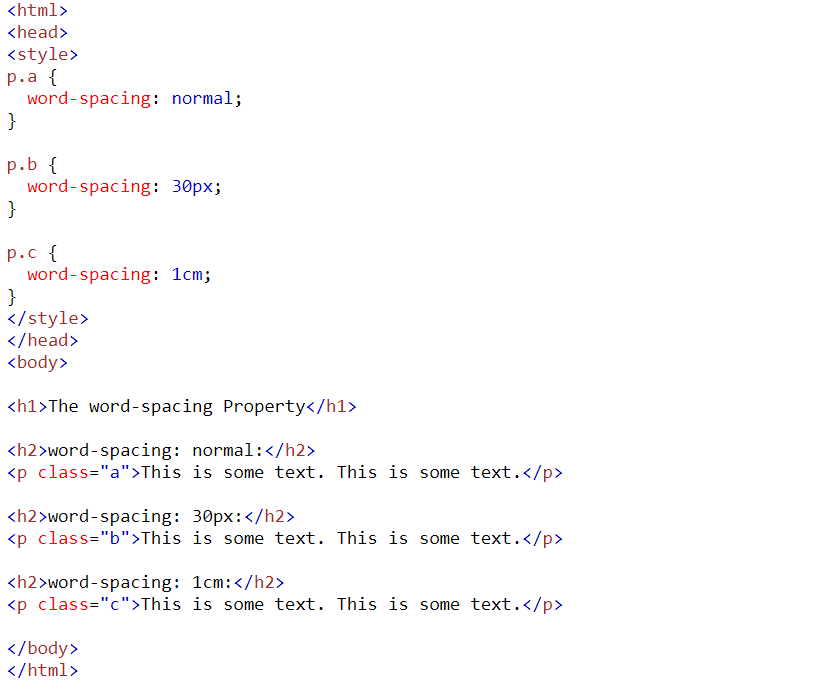 <html>
<head>
<style>
p.a {
  word-spacing: normal;
}

p.b {
  word-spacing: 30px;
}

p.c {
  word-spacing: 1cm;
}
</style>
</head>
<body>

<h1>The word-spacing Property</h1>

<h2>word-spacing: normal:</h2>
<p class="a">This is some text. This is some text.</p>

<h2>word-spacing: 30px:</h2>
<p class="b">This is some text. This is some text.</p>

<h2>word-spacing: 1cm:</h2>
<p class="c">This is some text. This is some text.</p>

</body>
</html>